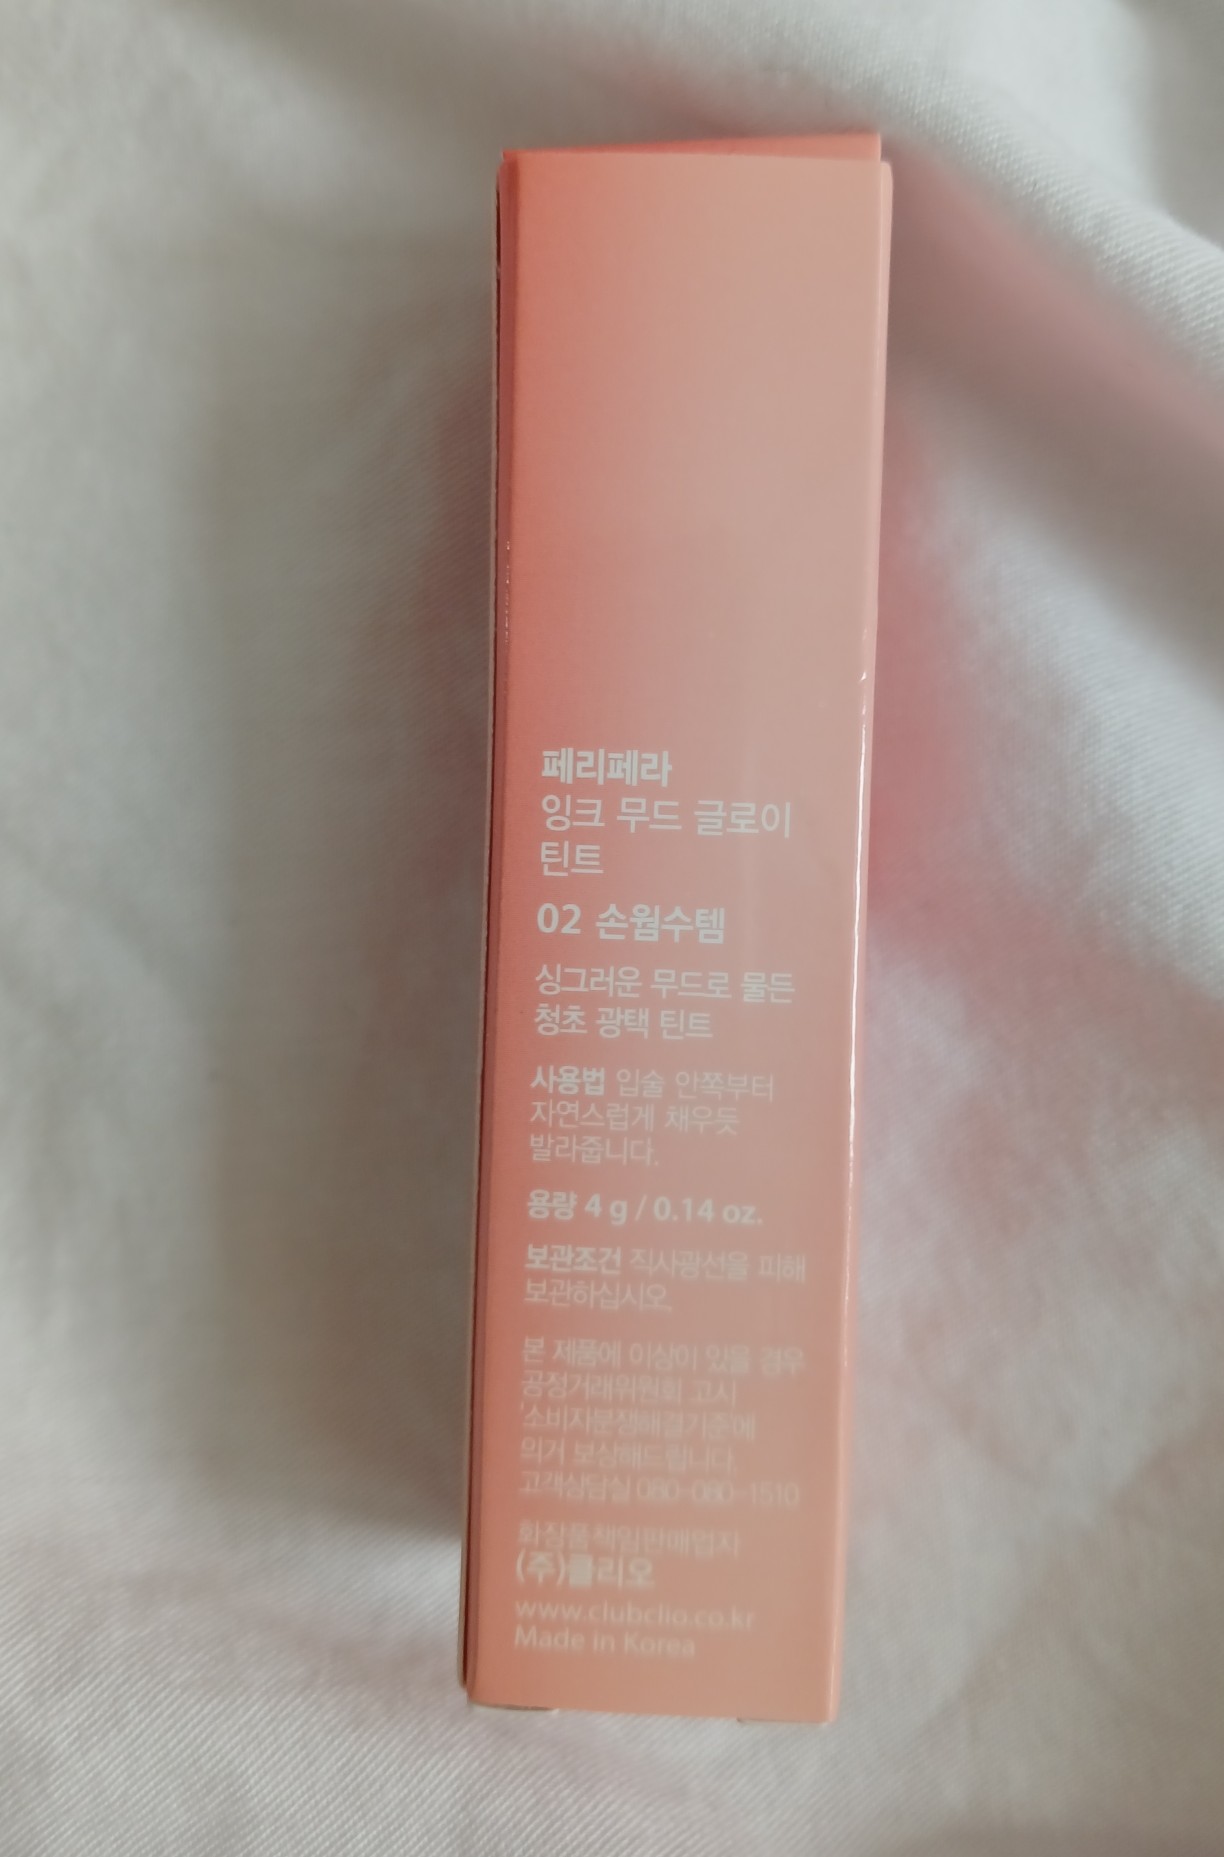 페리페라
잉크 무드 글로이
틴트
02 손웜수템
싱그러운 무드로 물든
청초 광택 틴트
사용법 입술 안쪽부터
자연스럽게 채우듯
발라줍니다.
용량 4 g / 0.14 oz.
보관조건 직사광선을 피해
보관하십시오.
본 제품에 이상이 있을 경우
공정거래위원회 고시
'소비자분쟁해결기준'에
의거 보상해드립니다.
고객상담실 080-080-1510
화장품책임판매업자
(주)클리오
www.clubclio.co.kr
Made in Korea